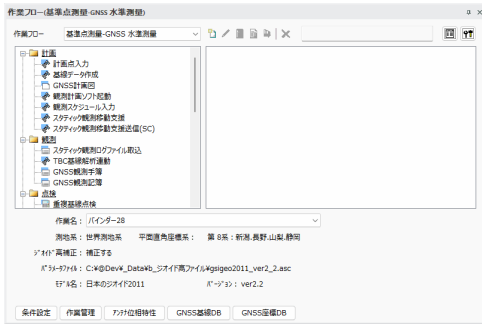 作業フロー(基準点測量-GNSS 水準測量)
作業フロー 基準点測量-GNSS 水準測量
計画
計画点入力
基線データ作成
GNSS計画図
観測計画ソフト起動
観測スケジュール入力
スタティック観測移動支援
スタティック観測移動支援送信(SC)
観測
スタティック観測ログファイル取込
TBC基線解析連動
GNSS観測手簿
GNSS観測記簿
点検
重複基線点検
作業名： バインダー28
測地系： 世界測地系 平面直角座標系： 第 8系：新潟.長野.山梨.静岡
ｼﾞｵｲﾄﾞ高補正： 補正する
ﾊﾟﾗﾒｰﾀﾌｧｲﾙ： C:¥@Dev¥_Data¥b_ジオイド高ファイル¥gsigeo2011_ver2_2.asc
ﾓﾃﾞﾙ名： 日本のジオイド2011 ﾊﾞｰｼﾞｮﾝ： ver2.2
条件設定 作業管理 ｱﾝﾃﾅ位相特性 GNSS基線DB GNSS座標DB